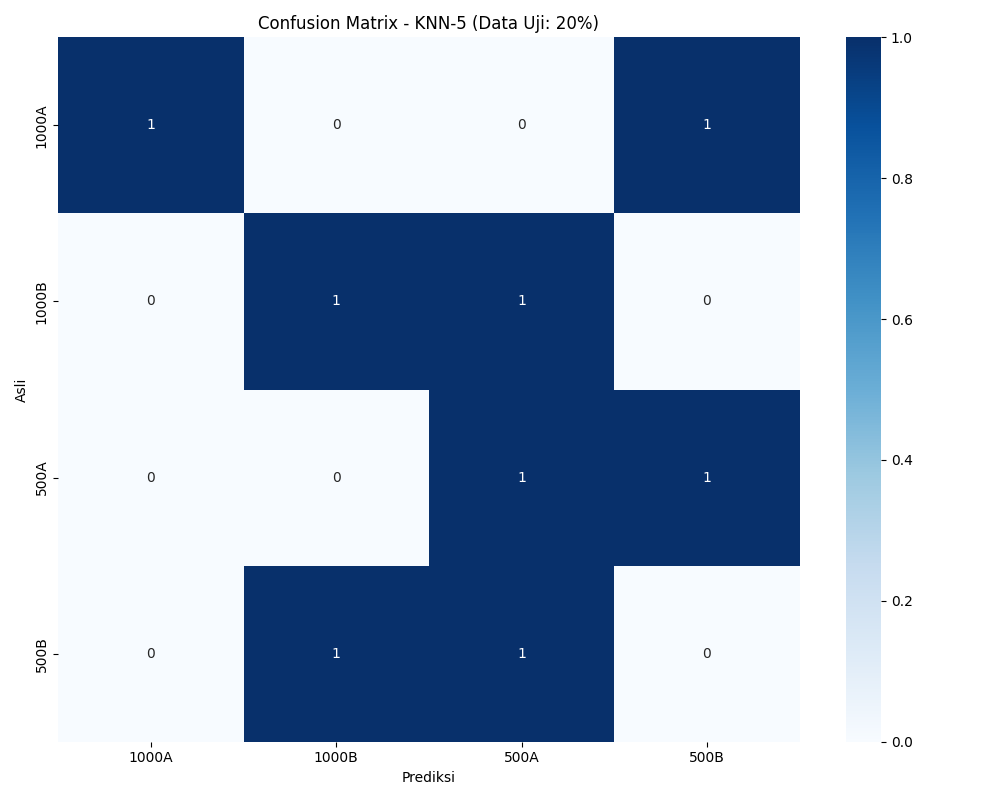 Confusion Matrix - KNN-5 (Data Uji: 20%)
1000A 1 0 0 1
1000B 0 1 1 0
500A 0 0 1 1
500B 0 1 1 0
1000A 1000B 500A 500B
Prediksi
Asli
1.0
0.8
0.6
0.4
0.2
0.0